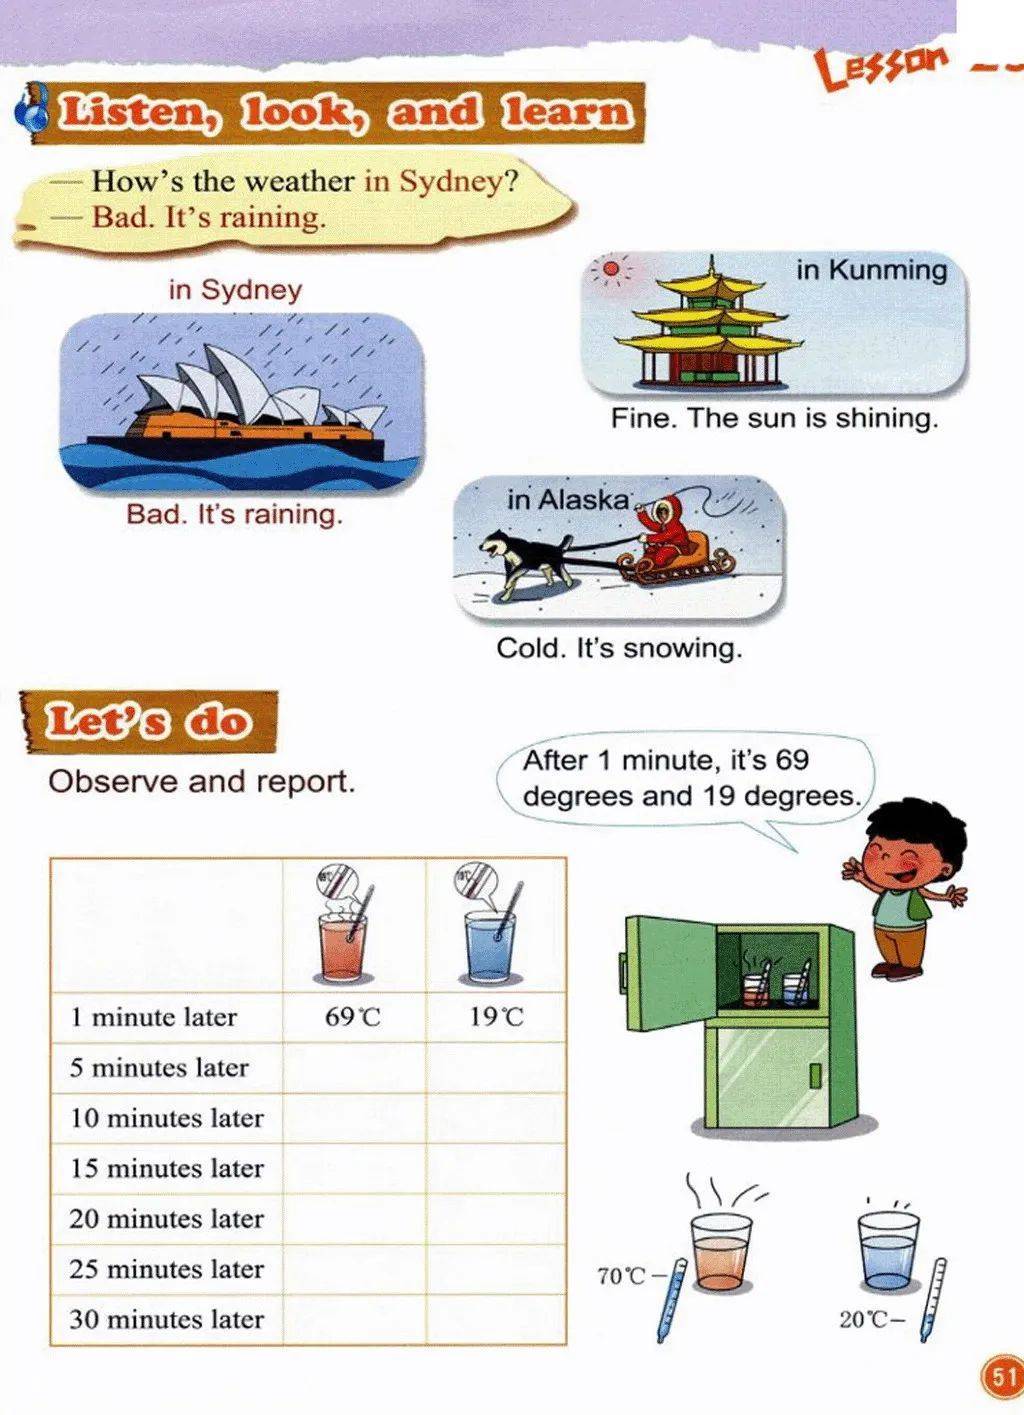 Lesson
Listen, look, and learn
— How's the weather in Sydney?
— Bad. It's raining.
in Sydney
in Kunming
Fine. The sun is shining.
Bad. It's raining.
in Alaska
Cold. It's snowing.
Let's do
Observe and report.
After 1 minute, it's 69
degrees and 19 degrees.
1 minute later 69℃ 19℃
5 minutes later
10 minutes later
15 minutes later
20 minutes later
25 minutes later
30 minutes later
70℃
20℃
51